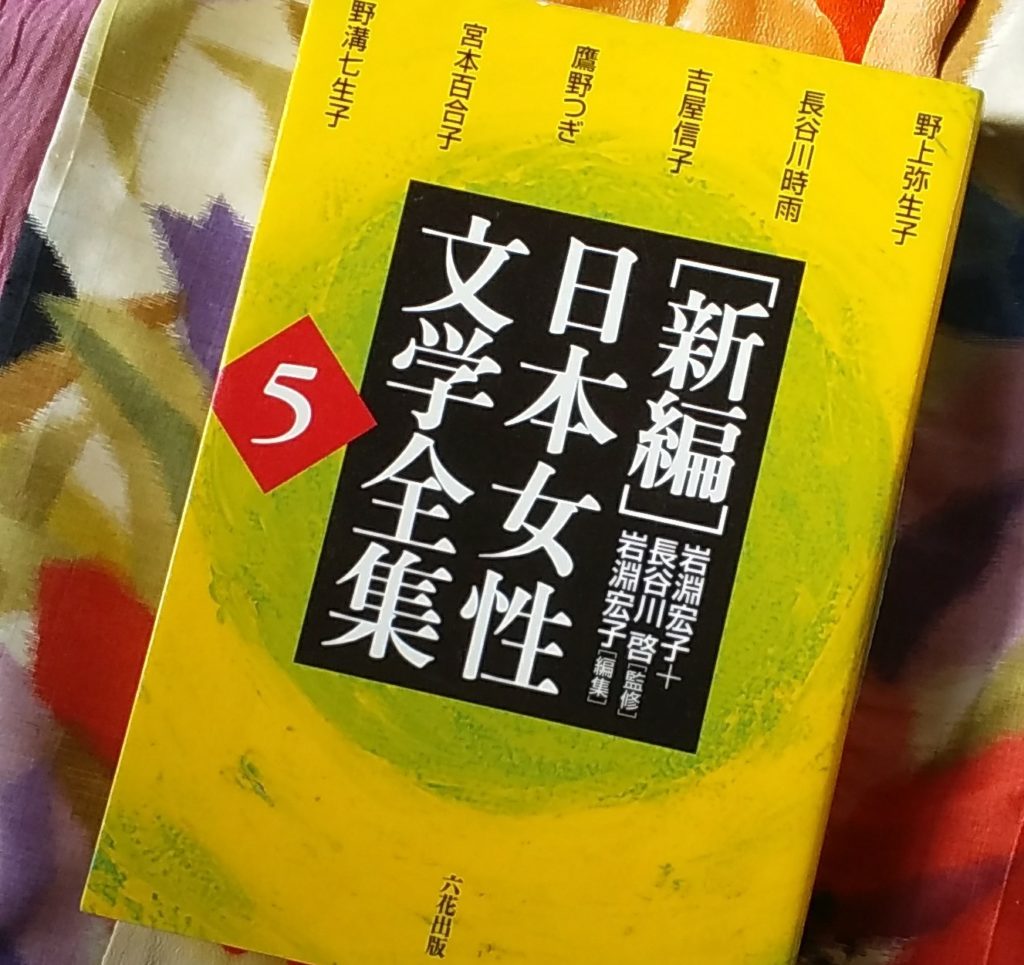 野上弥生子
長谷川時雨
吉屋信子
鷹野つぎ
宮本百合子
野溝七生子
［新編］
日本女性
文学全集
5
岩淵宏子＋
長谷川 啓［監修］
岩淵宏子［編集］
六花出版